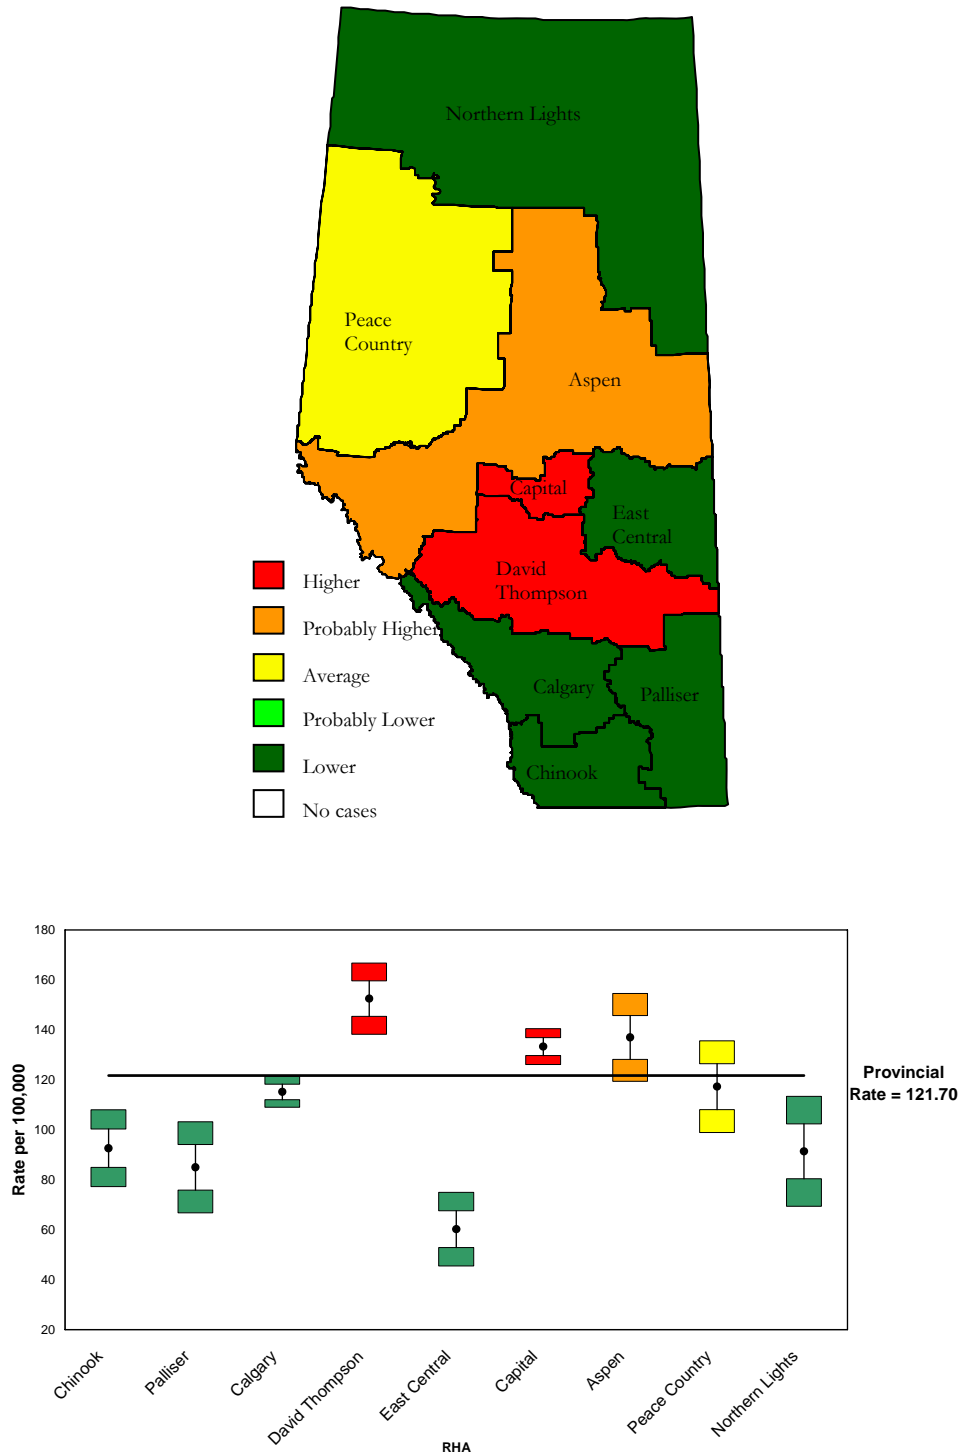 Northern Lights
Peace
Country
Aspen
Capital
East
Central
David
Thompson
Calgary
Palliser
Chinook
Higher
Probably Higher
Average
Probably Lower
Lower
No cases
180
160
140
120
100
80
60
40
20
Rate per 100,000
Provincial
Rate = 121.70
Chinook
Palliser
Calgary
David Thompson
East Central
Capital
Aspen
Peace Country
Northern Lights
RHA